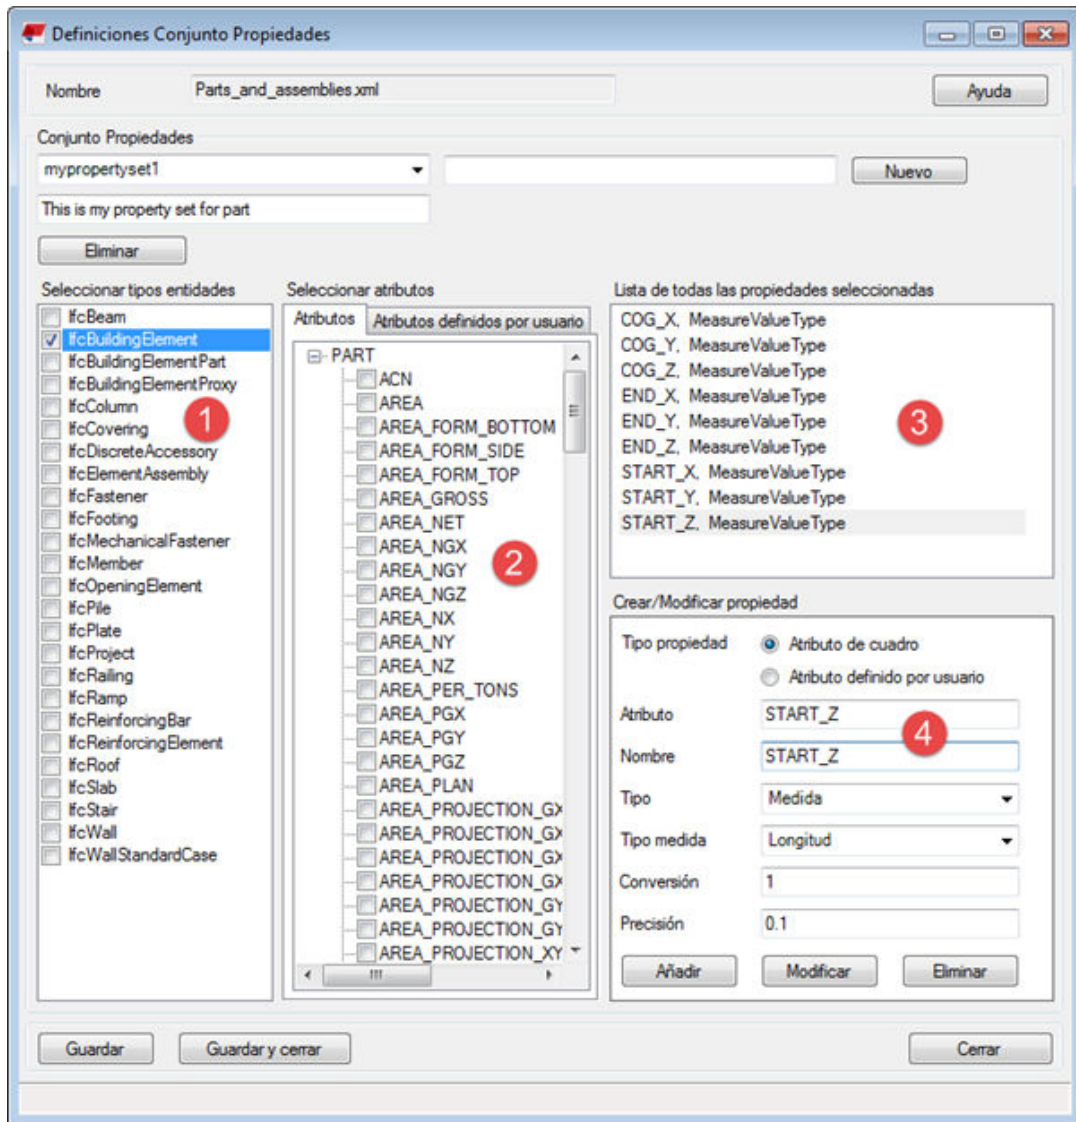 Definiciones Conjunto Propiedades
Nombre Parts_and_assemblies.xml Ayuda
Conjunto Propiedades
mypropertyset1 Nuevo
This is my property set for part
Eliminar
Seleccionar tipos entidades
IfcBeam
IfcBuildingElement
IfcBuildingElementPart
IfcBuildingElementProxy
IfcColumn
IfcCovering
IfcDiscreteAccessory
IfcElementAssembly
IfcFastener
IfcFooting
IfcMechanicalFastener
IfcMember
IfcOpeningElement
IfcPile
IfcPlate
IfcProject
IfcRailing
IfcRamp
IfcReinforcingBar
IfcReinforcingElement
IfcRoof
IfcSlab
IfcStair
IfcWall
IfcWallStandardCase
1
Seleccionar atributos
Atributos Atributos definidos por usuario
PART
ACN
AREA
AREA_FORM_BOTTOM
AREA_FORM_SIDE
AREA_FORM_TOP
AREA_GROSS
AREA_NET
AREA_NGX
AREA_NGY
AREA_NGZ
AREA_NX
AREA_NY
AREA_NZ
AREA_PER_TONS
AREA_PGX
AREA_PGY
AREA_PGZ
AREA_PLAN
AREA_PROJECTION_GX
AREA_PROJECTION_GX
AREA_PROJECTION_GX
AREA_PROJECTION_GX
AREA_PROJECTION_GY
AREA_PROJECTION_GY
AREA_PROJECTION_XY
2
Lista de todas las propiedades seleccionadas
COG_X, MeasureValueType
COG_Y, MeasureValueType
COG_Z, MeasureValueType
END_X, MeasureValueType
END_Y, MeasureValueType
END_Z, MeasureValueType
START_X, MeasureValueType
START_Y, MeasureValueType
START_Z, MeasureValueType
3
Crear/Modificar propiedad
Tipo propiedad Atributo de cuadro
Atributo definido por usuario
Atributo START_Z
Nombre START_Z
4
Tipo Medida
Tipo medida Longitud
Conversión 1
Precisión 0.1
Añadir Modificar Eliminar
Guardar Guardar y cerrar Cerrar